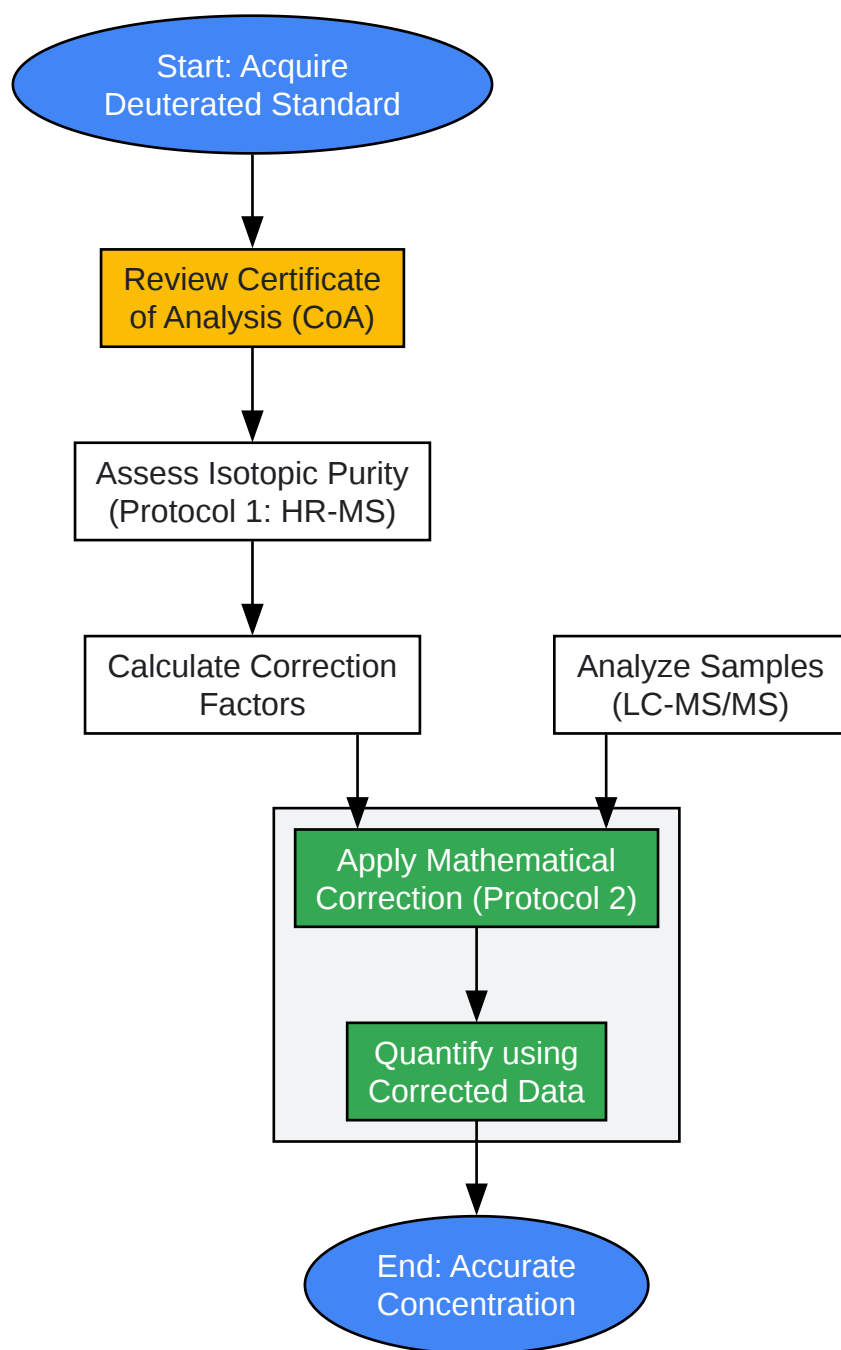 Start: Acquire
Deuterated Standard
Review Certificate
of Analysis (CoA)
Assess Isotopic Purity
(Protocol 1: HR-MS)
Calculate Correction
Factors
Analyze Samples
(LC-MS/MS)
Apply Mathematical
Correction (Protocol 2)
Quantify using
Corrected Data
End: Accurate
Concentration